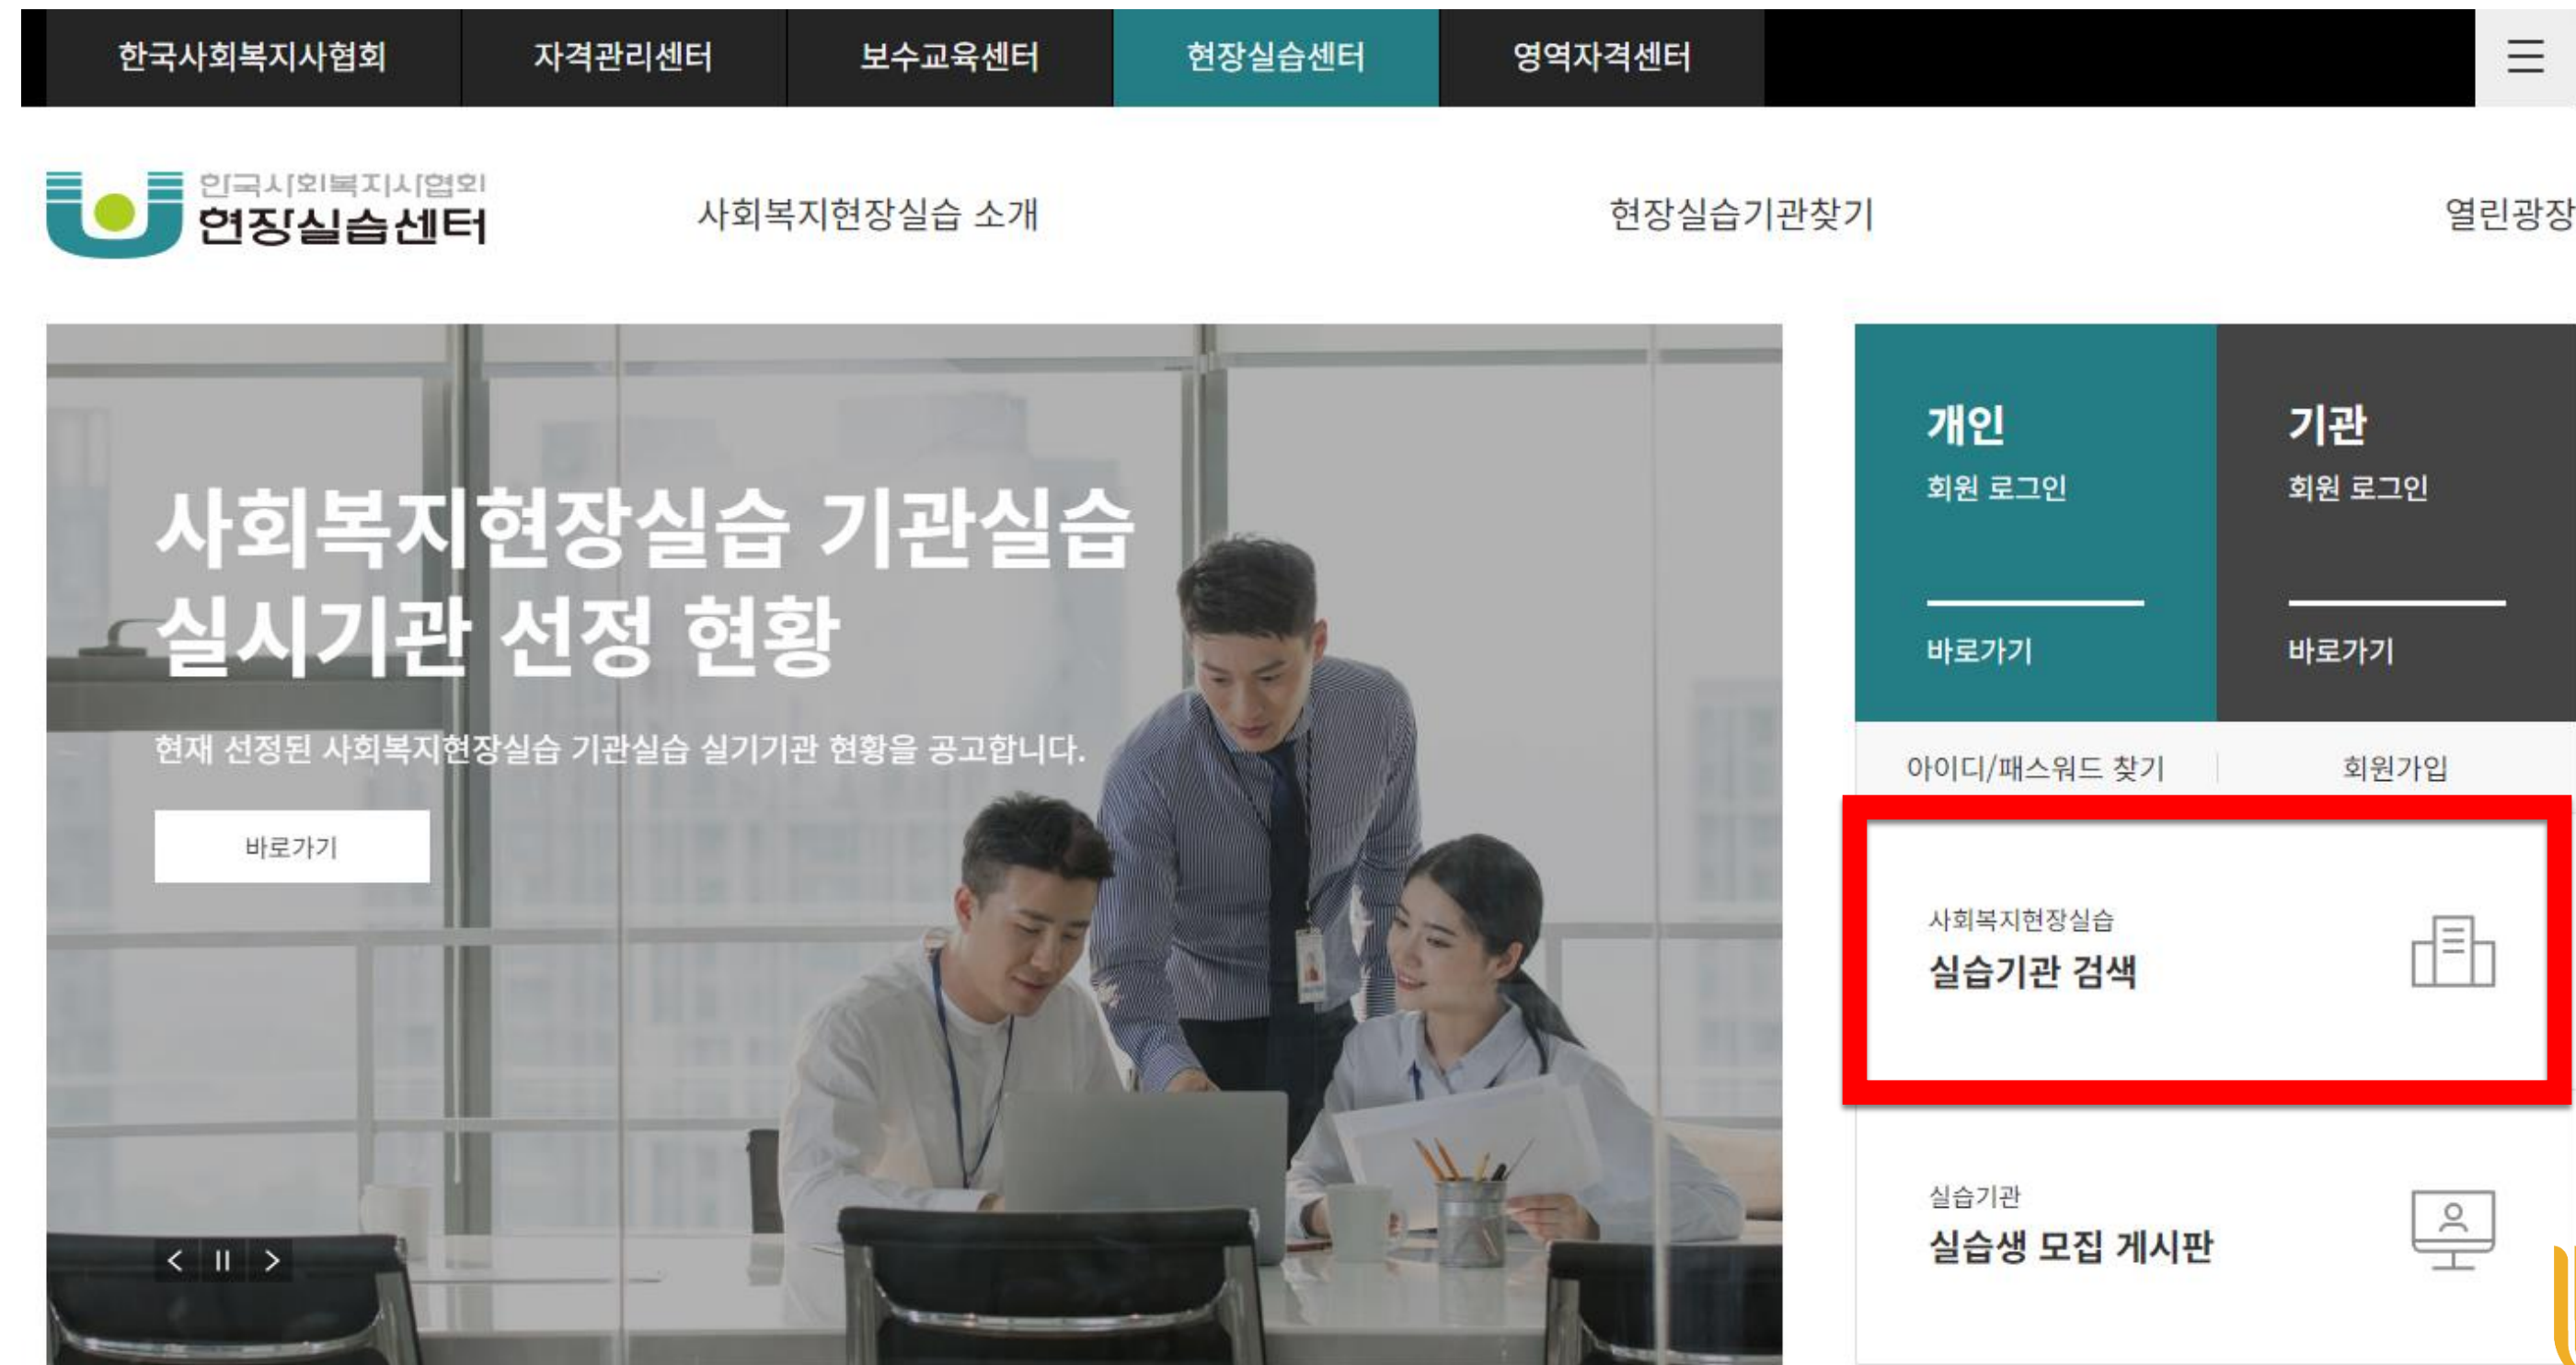 한국사회복지사협회
자격관리센터
보수교육센터
현장실습센터
영역자격센터
한국사회복지사협회
현장실습센터
사회복지현장실습 소개
현장실습기관찾기
열린광장
사회복지현장실습 기관실습
실시기관 선정 현황
현재 선정된 사회복지현장실습 기관실습 실기기관 현황을 공고합니다.
바로가기
개인
회원 로그인
바로가기
기관
회원 로그인
바로가기
아이디/패스워드 찾기
회원가입
사회복지현장실습
실습기관 검색
실습기관
실습생 모집 게시판